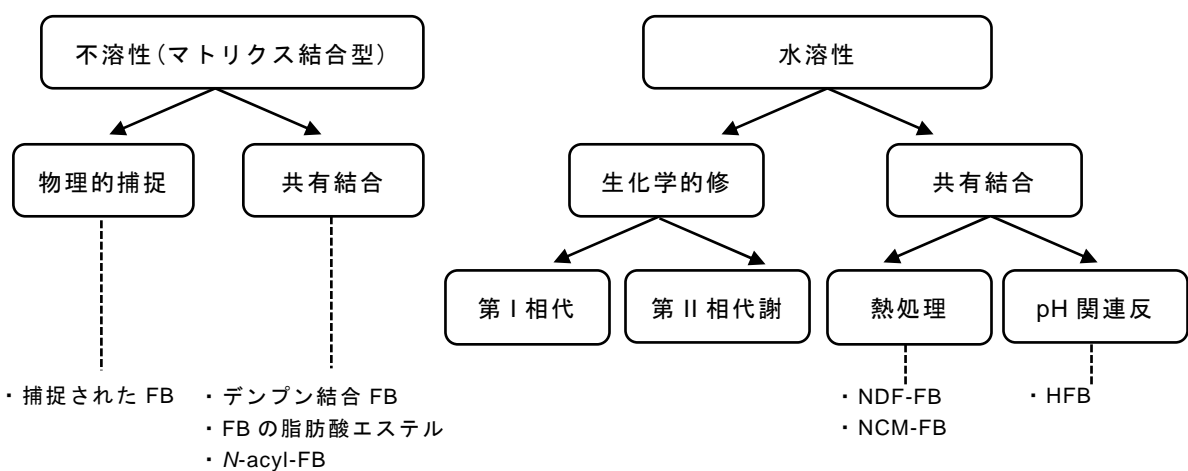 不溶性(マトリクス結合型)
水溶性
物理的捕捉
共有結合
生化学的修
共有結合
第 I 相代
第 II 相代謝
熱処理
pH 関連反
・捕捉された FB
・デンプン結合 FB
・FB の脂肪酸エステル
・N-acyl-FB
・NDF-FB
・NCM-FB
・HFB